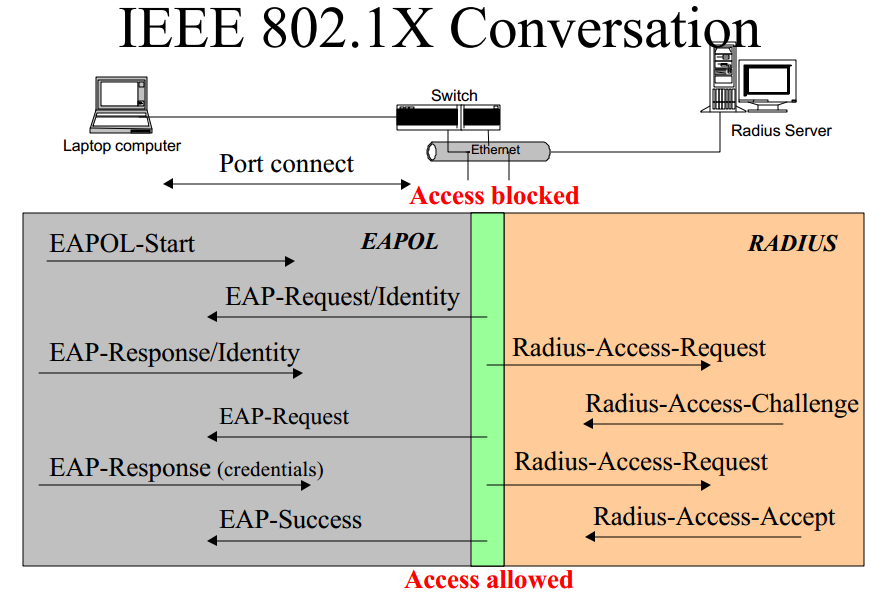 IEEE 802.1X Conversation
Switch
Laptop computer
Radius Server
Ethernet
Port connect
Access blocked
EAPOL-Start
EAPOL
RADIUS
EAP-Request/Identity
EAP-Response/Identity
Radius-Access-Request
EAP-Request
Radius-Access-Challenge
EAP-Response (credentials)
Radius-Access-Request
EAP-Success
Radius-Access-Accept
Access allowed